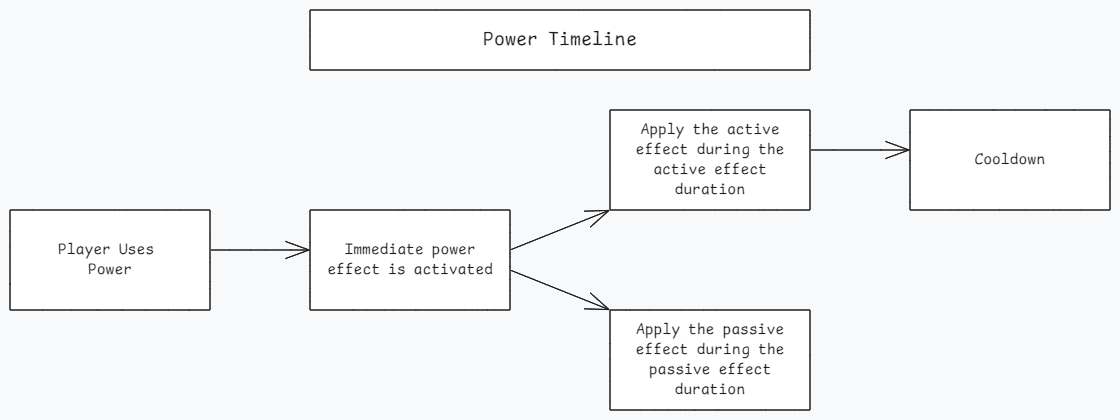 Power Timeline
Player Uses
Power
Immediate power
effect is activated
Apply the active
effect during the
active effect
duration
Cooldown
Apply the passive
effect during the
passive effect
duration